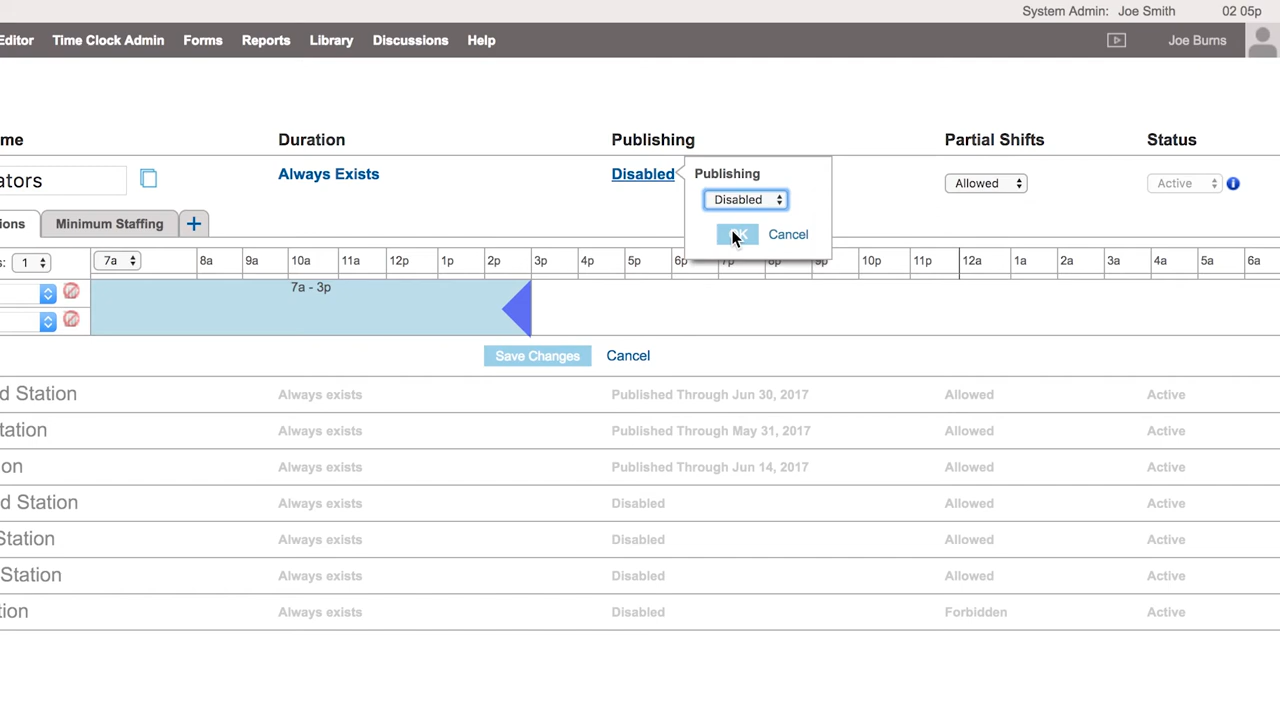 System Admin: Joe Smith 02 05p
Editor Time Clock Admin Forms Reports Library Discussions Help Joe Burns
me Duration Publishing Partial Shifts Status
ators Always Exists Disabled Publishing Allowed Active
Disabled
ions Minimum Staffing +
OK Cancel
s: 1 7a 8a 9a 10a 11a 12p 1p 2p 3p 4p 5p 6p 7p 8p 9p 10p 11p 12a 1a 2a 3a 4a 5a 6a
7a - 3p
Save Changes Cancel
d Station Always exists Published Through Jun 30, 2017 Allowed Active
tation Always exists Published Through May 31, 2017 Allowed Active
on Always exists Published Through Jun 14, 2017 Allowed Active
d Station Always exists Disabled Allowed Active
Station Always exists Disabled Allowed Active
Station Always exists Disabled Allowed Active
tion Always exists Disabled Forbidden Active